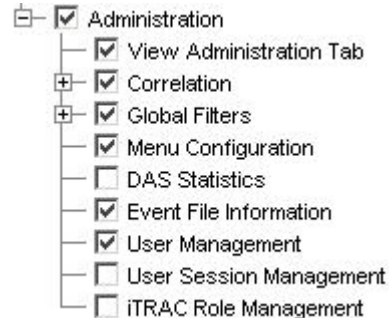 Administration
View Administration Tab
Correlation
Global Filters
Menu Configuration
DAS Statistics
Event File Information
User Management
User Session Management
iTRAC Role Management